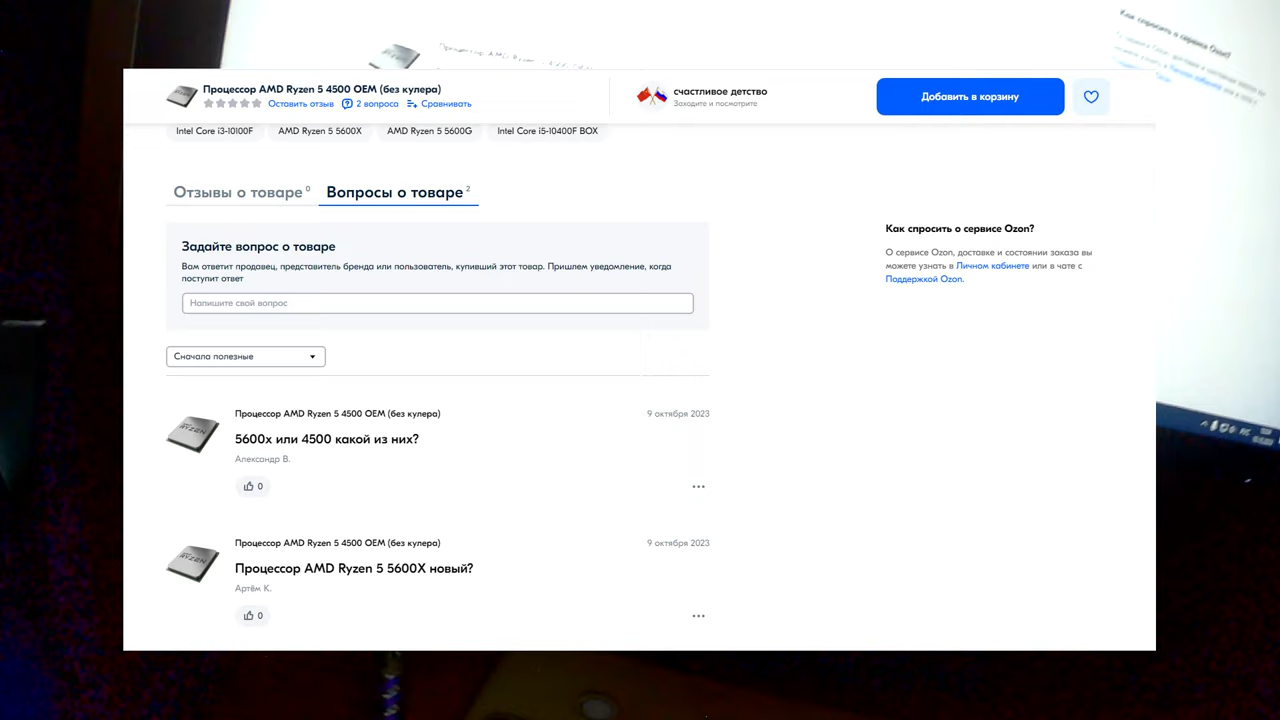 Процессор AMD Ryzen 5 4500 OEM (без кулера)
Оставить отзыв 2 вопроса Сравнивать
счастливое детство
Заходите и посмотрите
Добавить в корзину
Intel Core i3-10100F AMD Ryzen 5 5600X AMD Ryzen 5 5600G Intel Core i5-10400F BOX
Отзывы о товаре 0 Вопросы о товаре 2
Задайте вопрос о товаре
Вам ответит продавец, представитель бренда или пользователь, купивший этот товар. Пришлем уведомление, когда
поступит ответ
Напишите свой вопрос
Как спросить о сервисе Ozon?
О сервисе Ozon, доставке и состоянии заказа вы
можете узнать в Личном кабинете или в чате с
Поддержкой Ozon.
Сначала полезные
Процессор AMD Ryzen 5 4500 OEM (без кулера) 9 октября 2023
5600x или 4500 какой из них?
Александр В.
0
Процессор AMD Ryzen 5 4500 OEM (без кулера) 9 октября 2023
Процессор AMD Ryzen 5 5600X новый?
Артём К.
0